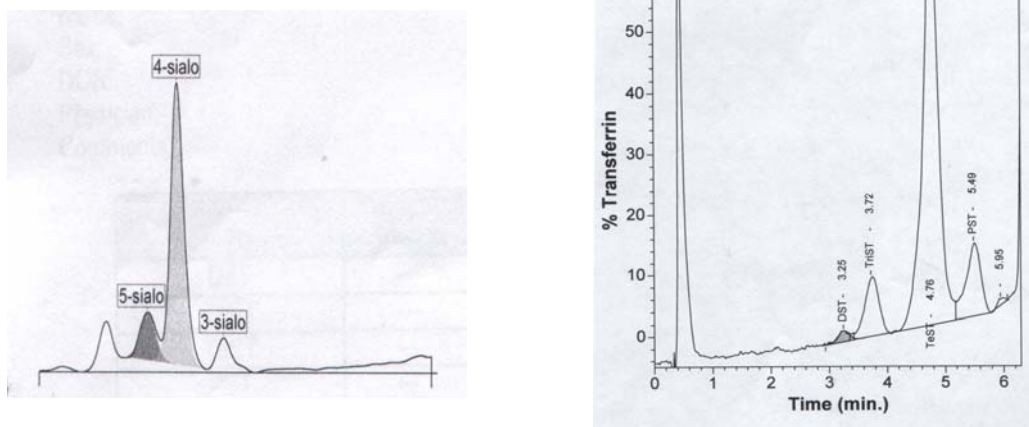 4-sialo
5-sialo
3-sialo
% Transferrin
50
40
30
20
10
0
DST - 3.25
TriST - 3.72
TeST - 4.76
PST - 5.49
- 5.95
0 1 2 3 4 5 6
Time (min.)